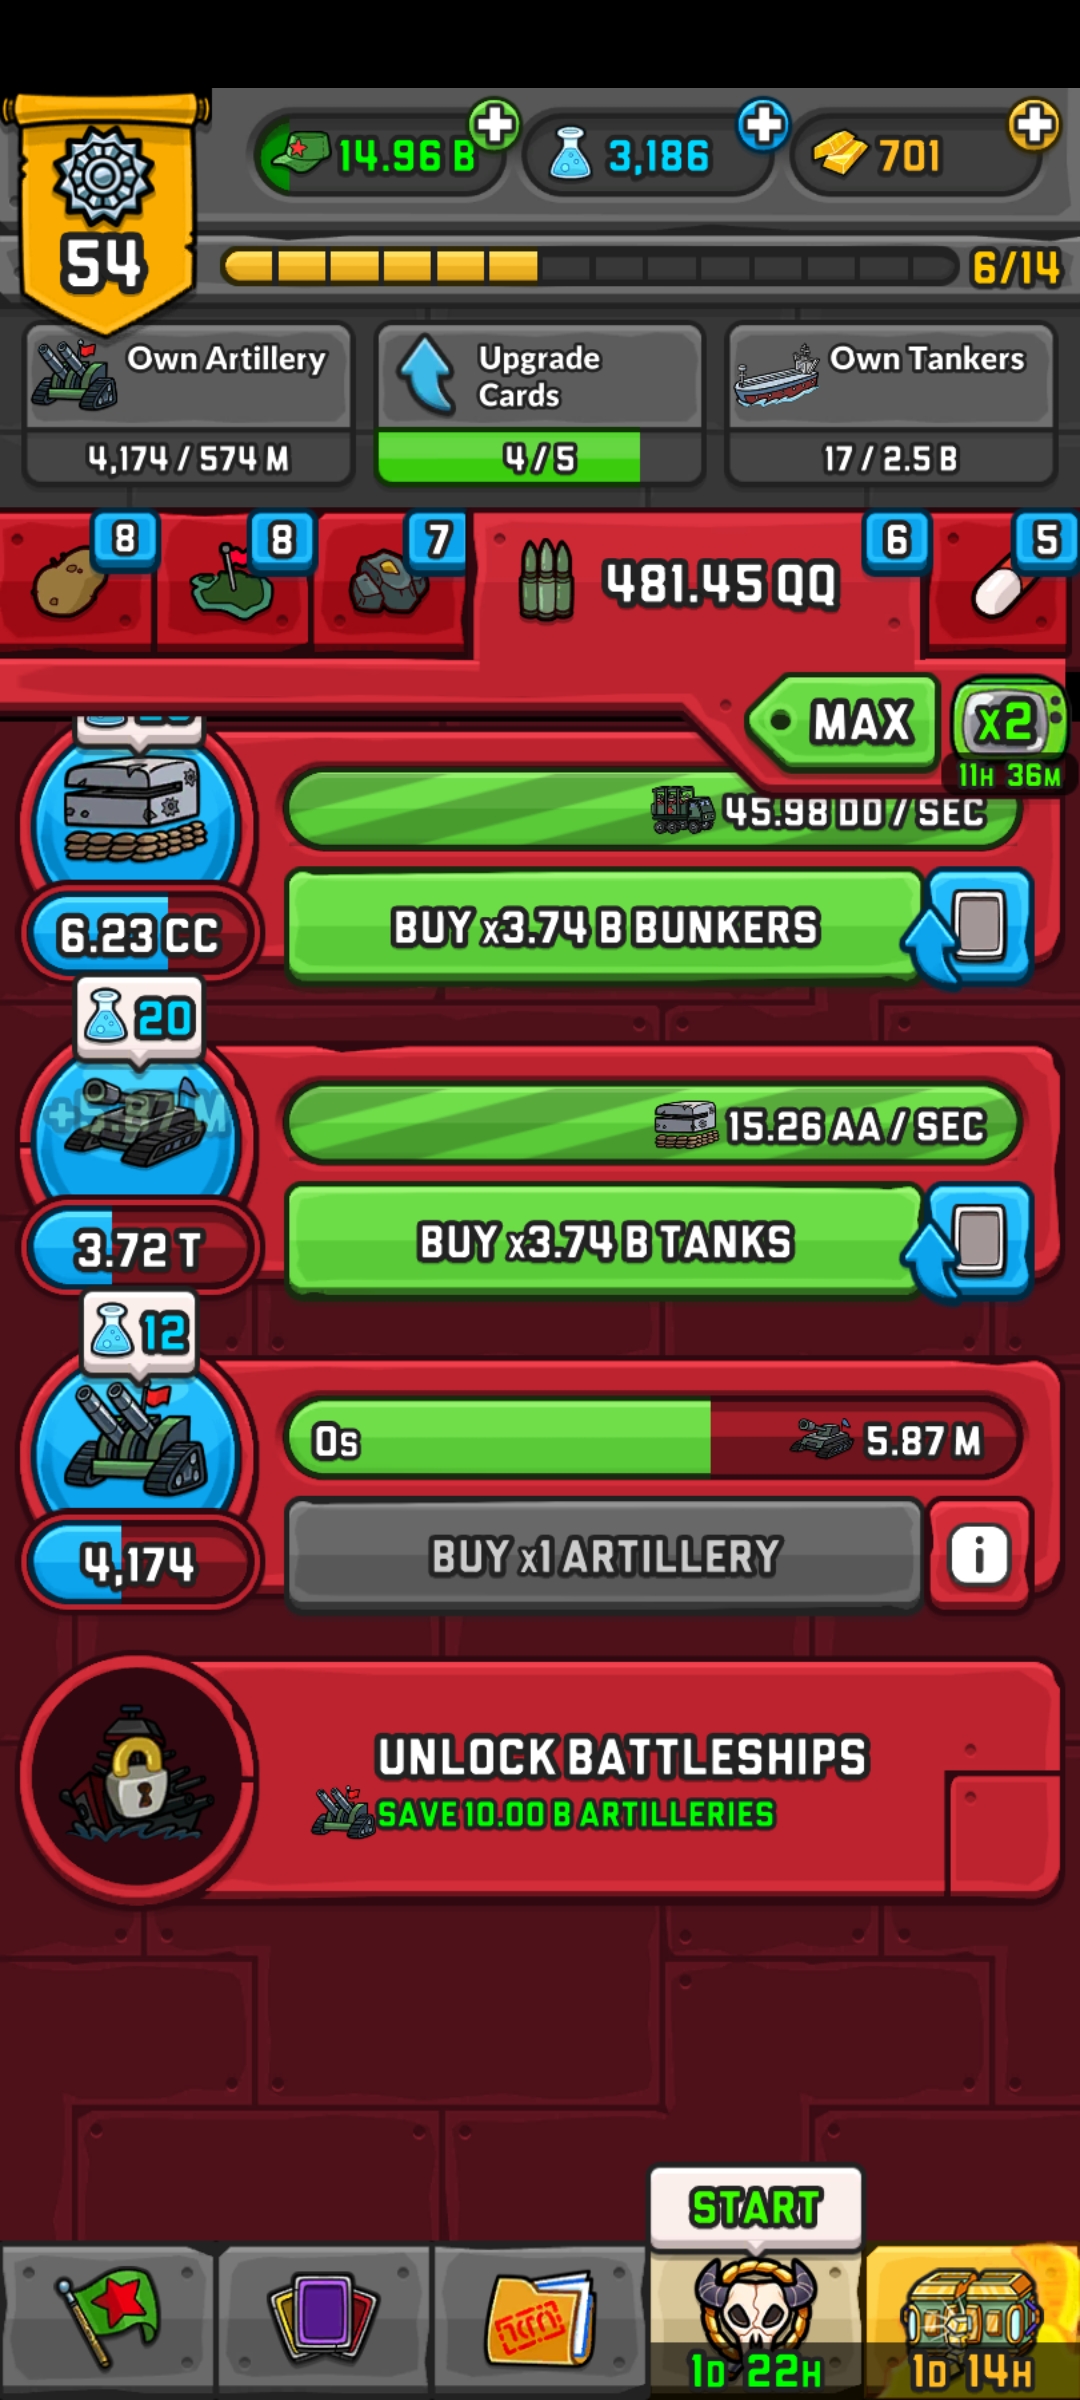 54
14.96 B
3,186
701
6/14
Own Artillery
4,174 / 574 M
Upgrade
Cards
4 / 5
Own Tankers
17 / 2.5 B
8
8
7
481.45 QQ
6
5
MAX
x2
11H 36M
45.98 DD / SEC
BUY x3.74 B BUNKERS
6.23 CC
20
+5.87 M
15.26 AA / SEC
BUY x3.74 B TANKS
3.72 T
12
0s
5.87 M
BUY x1 ARTILLERY
i
4,174
UNLOCK BATTLESHIPS
SAVE 10.00 B ARTILLERIES
START
1D 22H
1D 14H